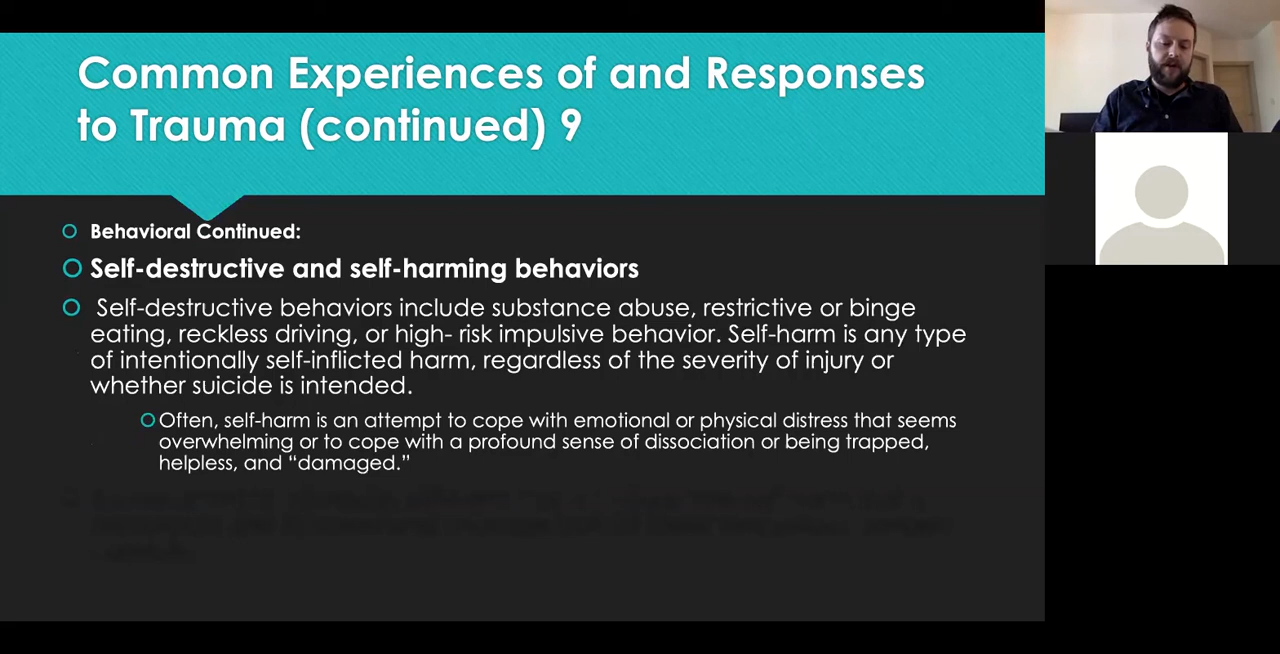 Common Experiences of and Responses
to Trauma (continued) 9
Behavioral Continued:
Self-destructive and self-harming behaviors
Self-destructive behaviors include substance abuse, restrictive or binge
eating, reckless driving, or high- risk impulsive behavior. Self-harm is any type
of intentionally self-inflicted harm, regardless of the severity of injury or
whether suicide is intended.
Often, self-harm is an attempt to cope with emotional or physical distress that seems
overwhelming or to cope with a profound sense of dissociation or being trapped,
helpless, and “damaged.”